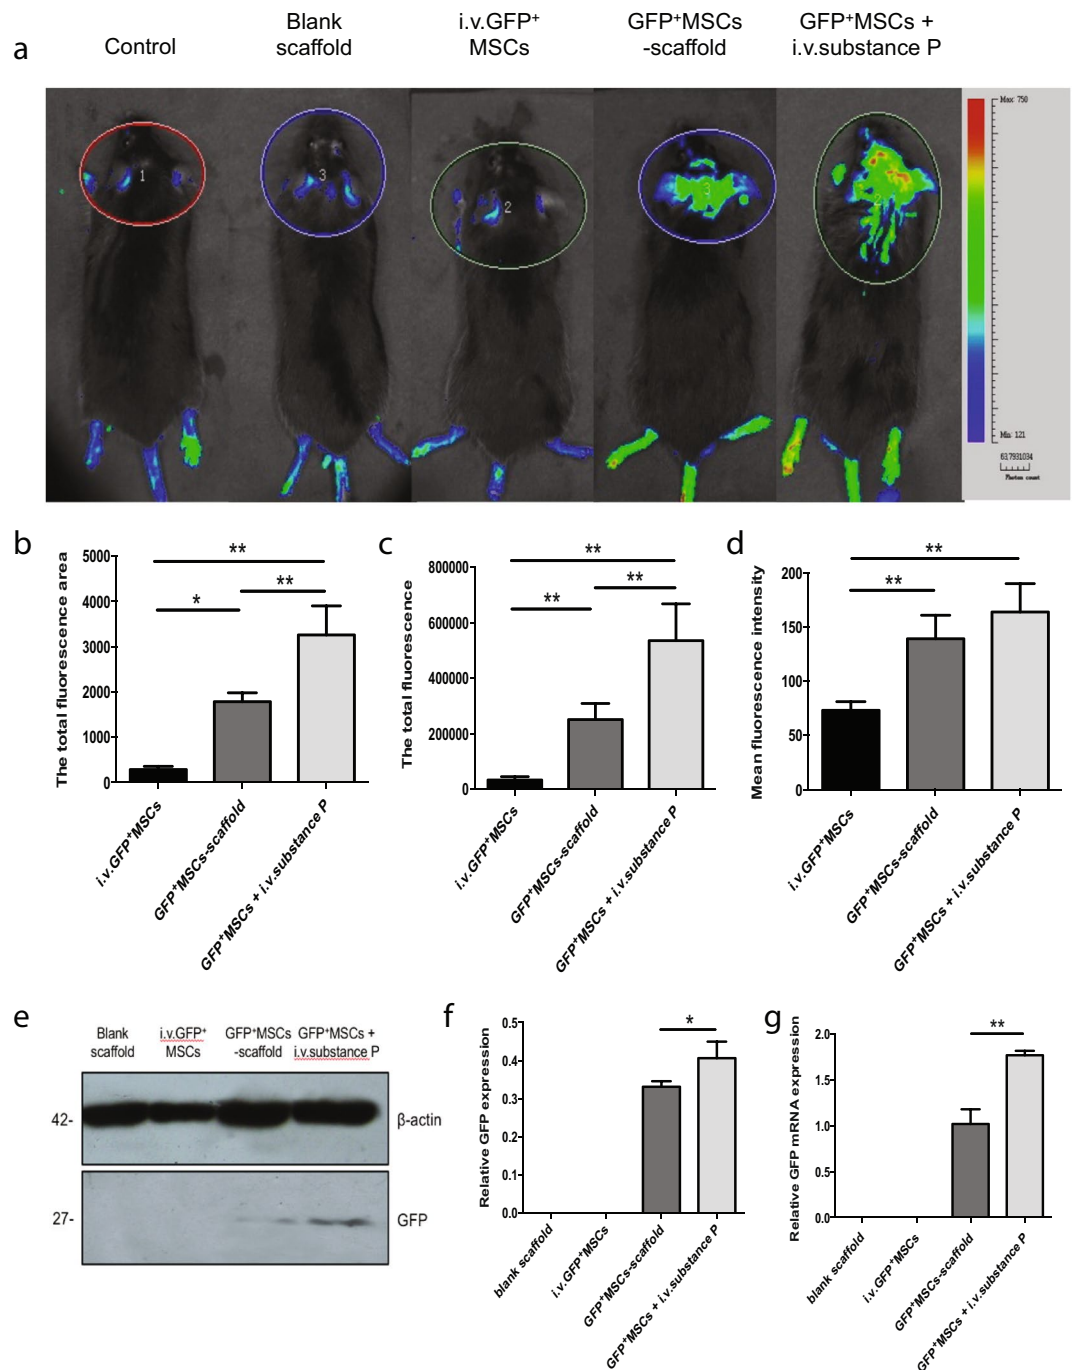 a
Control
Blank
scaffold
i.v.GFP⁺
MSCs
GFP⁺MSCs
-scaffold
GFP⁺MSCs +
i.v.substance P
1
3
2
3
2
Max: 750
Min: 121
63.7931034
Photon count
b
The total fluorescence area
5000
4000
3000
2000
1000
0
**
**
*
i.v.GFP⁺MSCs
GFP⁺MSCs-scaffold
GFP⁺MSCs + i.v.substance P
c
The total fluorescence
800000
600000
400000
200000
0
**
**
**
i.v.GFP⁺MSCs
GFP⁺MSCs-scaffold
GFP⁺MSCs + i.v.substance P
d
Mean fluorescence intensity
200
150
100
50
0
**
**
i.v.GFP⁺MSCs
GFP⁺MSCs-scaffold
GFP⁺MSCs + i.v.substance P
e
Blank
scaffold
i.v.GFP⁺
MSCs
GFP⁺MSCs
-scaffold
GFP⁺MSCs +
i.v.substance P
42-
β-actin
27-
GFP
f
Relative GFP expression
0.5
0.4
0.3
0.2
0.1
0.0
*
blank scaffold
i.v.GFP⁺MSCs
GFP⁺MSCs-scaffold
GFP⁺MSCs + i.v.substance P
g
Relative GFP mRNA expression
2.0
1.5
1.0
0.5
0.0
**
blank scaffold
i.v.GFP⁺MSCs
GFP⁺MSCs-scaffold
GFP⁺MSCs + i.v.substance P